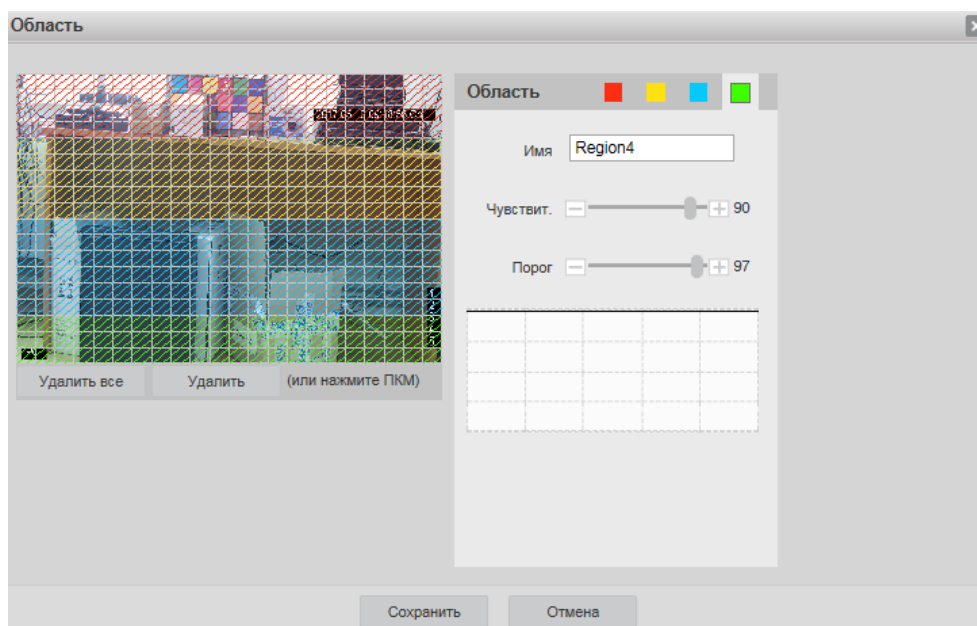 Область
Область
Имя
Region4
Чувствит.
90
Порог
97
Удалить все
Удалить
(или нажмите ПКМ)
Сохранить
Отмена